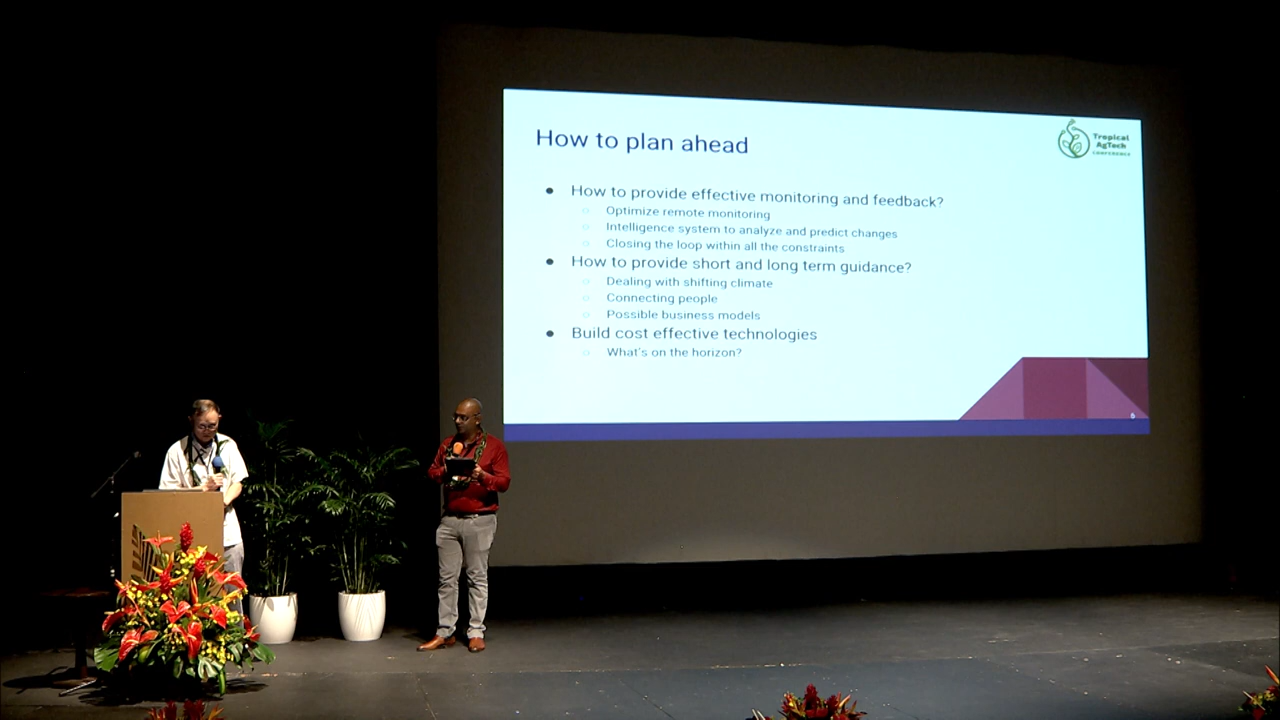 How to plan ahead
Tropical
AgTech
CONFERENCE
How to provide effective monitoring and feedback?
Optimize remote monitoring
Intelligence system to analyze and predict changes
Closing the loop within all the constraints
How to provide short and long term guidance?
Dealing with shifting climate
Connecting people
Possible business models
Build cost effective technologies
What's on the horizon?
6